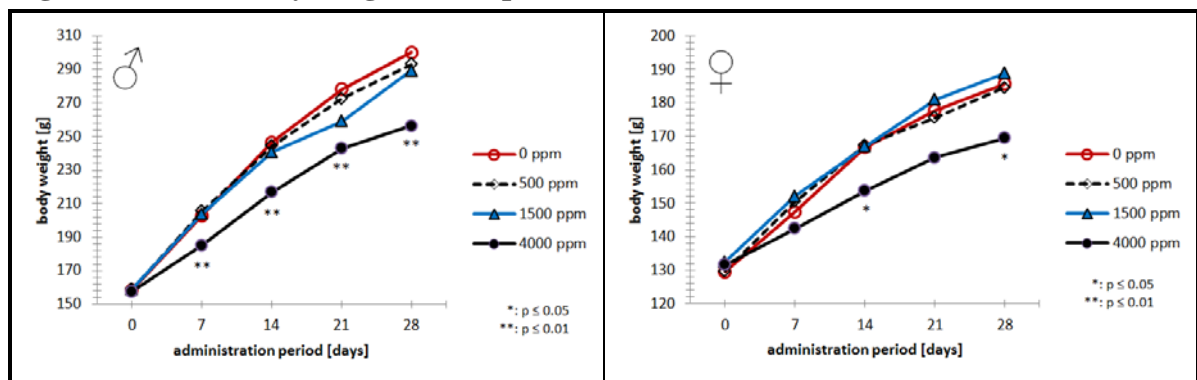 310
290
270
250
230
210
190
170
150
body weight [g]
**
**
**
**
0 7 14 21 28
administration period [days]
0 ppm
500 ppm
1500 ppm
4000 ppm
*: p ≤ 0.05
**: p ≤ 0.01
200
190
180
170
160
150
140
130
120
body weight [g]
*
*
0 7 14 21 28
administration period [days]
0 ppm
500 ppm
1500 ppm
4000 ppm
*: p ≤ 0.05
**: p ≤ 0.01